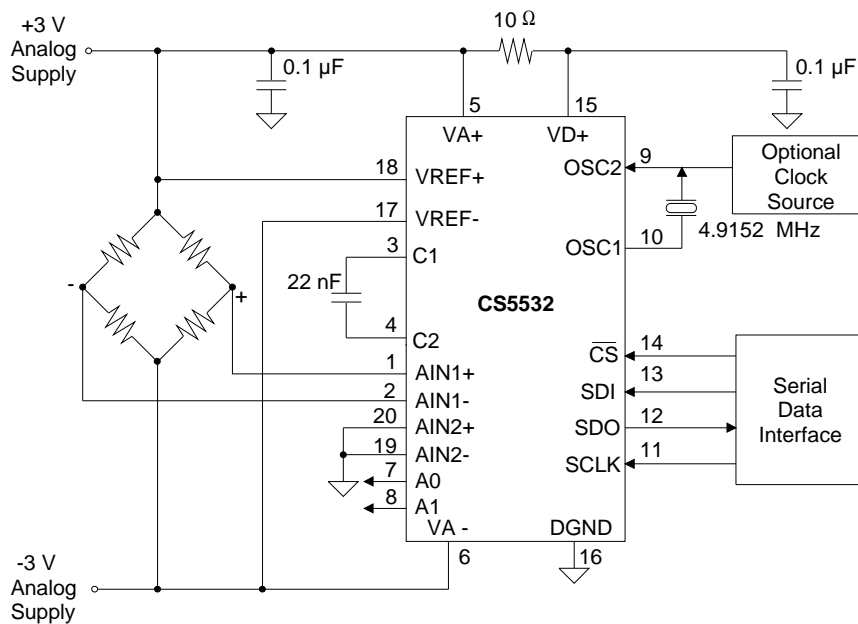 +3 V
Analog
Supply
10 Ω
0.1 µF
0.1 µF
5
15
VA+
VD+
18
VREF+
17
VREF-
3
C1
22 nF
4
C2
1
AIN1+
2
AIN1-
20
AIN2+
19
AIN2-
7
A0
8
A1
VA -
6
-
+
CS5532
OSC2
9
Optional
Clock
Source
4.9152 MHz
OSC1
10
CS
14
SDI
13
SDO
12
SCLK
11
Serial
Data
Interface
DGND
16
-3 V
Analog
Supply